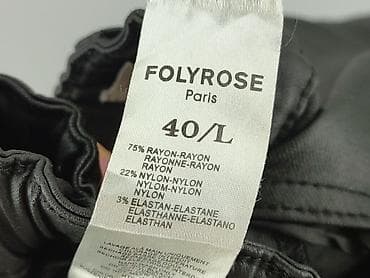 FOLYROSE
Paris
40/L
75% RAYON-RAYON
RAYONNE-RAYON
22% NYLON-NYLON
NYLOM-NYLON
NYLON
3% ELASTAN-ELASTANE
ELASTHANNE-ELASTANO
ELASTHAN